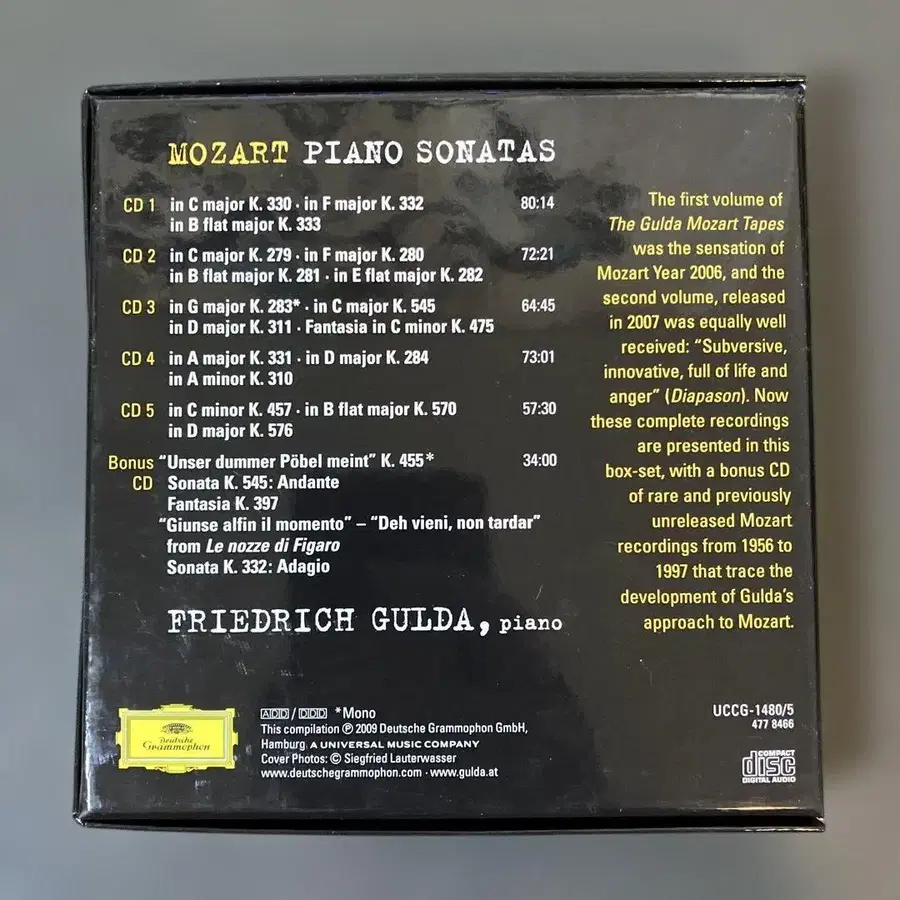 MOZART PIANO SONATAS
CD 1 in C major K. 330 · in F major K. 332 80:14
in B flat major K. 333
CD 2 in C major K. 279 · in F major K. 280 72:21
in B flat major K. 281 · in E flat major K. 282
CD 3 in G major K. 283* · in C major K. 545 64:45
in D major K. 311 · Fantasia in C minor K. 475
CD 4 in A major K. 331 · in D major K. 284 73:01
in A minor K. 310
CD 5 in C minor K. 457 · in B flat major K. 570 57:30
in D major K. 576
Bonus "Unser dummer Pöbel meint" K. 455* 34:00
CD Sonata K. 545: Andante
Fantasia K. 397
"Giunse alfin il momento" – "Deh vieni, non tardar"
from Le nozze di Figaro
Sonata K. 332: Adagio
FRIEDRICH GULDA, piano
The first volume of
The Gulda Mozart Tapes
was the sensation of
Mozart Year 2006, and the
second volume, released
in 2007 was equally well
received: "Subversive,
innovative, full of life and
anger" (Diapason). Now
these complete recordings
are presented in this
box-set, with a bonus CD
of rare and previously
unreleased Mozart
recordings from 1956 to
1997 that trace the
development of Gulda's
approach to Mozart.
Deutsche
Grammophon
ADD / DDD *Mono
This compilation ℗ 2009 Deutsche Grammophon GmbH,
Hamburg A UNIVERSAL MUSIC COMPANY
Cover Photos: © Siegfried Lauterwasser
www.deutschegrammophon.com · www.gulda.at
UCCG-1480/5
477 8466
COMPACT
disc
DIGITAL AUDIO